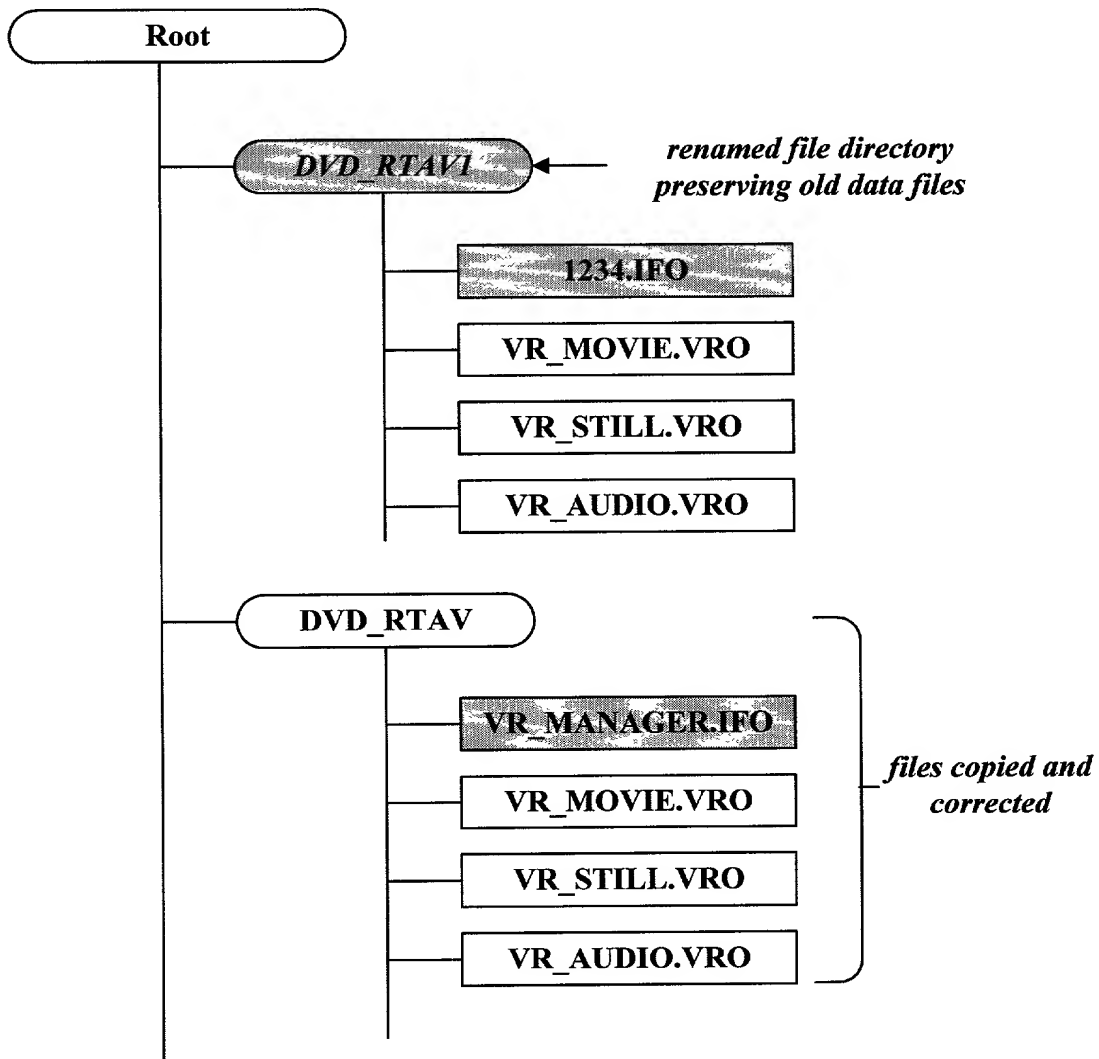 Root
DVD_RTAV1
renamed file directory
preserving old data files
1234.IFO
VR_MOVIE.VRO
VR_STILL.VRO
VR_AUDIO.VRO
DVD_RTAV
VR_MANAGER.IFO
VR_MOVIE.VRO
files copied and
corrected
VR_STILL.VRO
VR_AUDIO.VRO